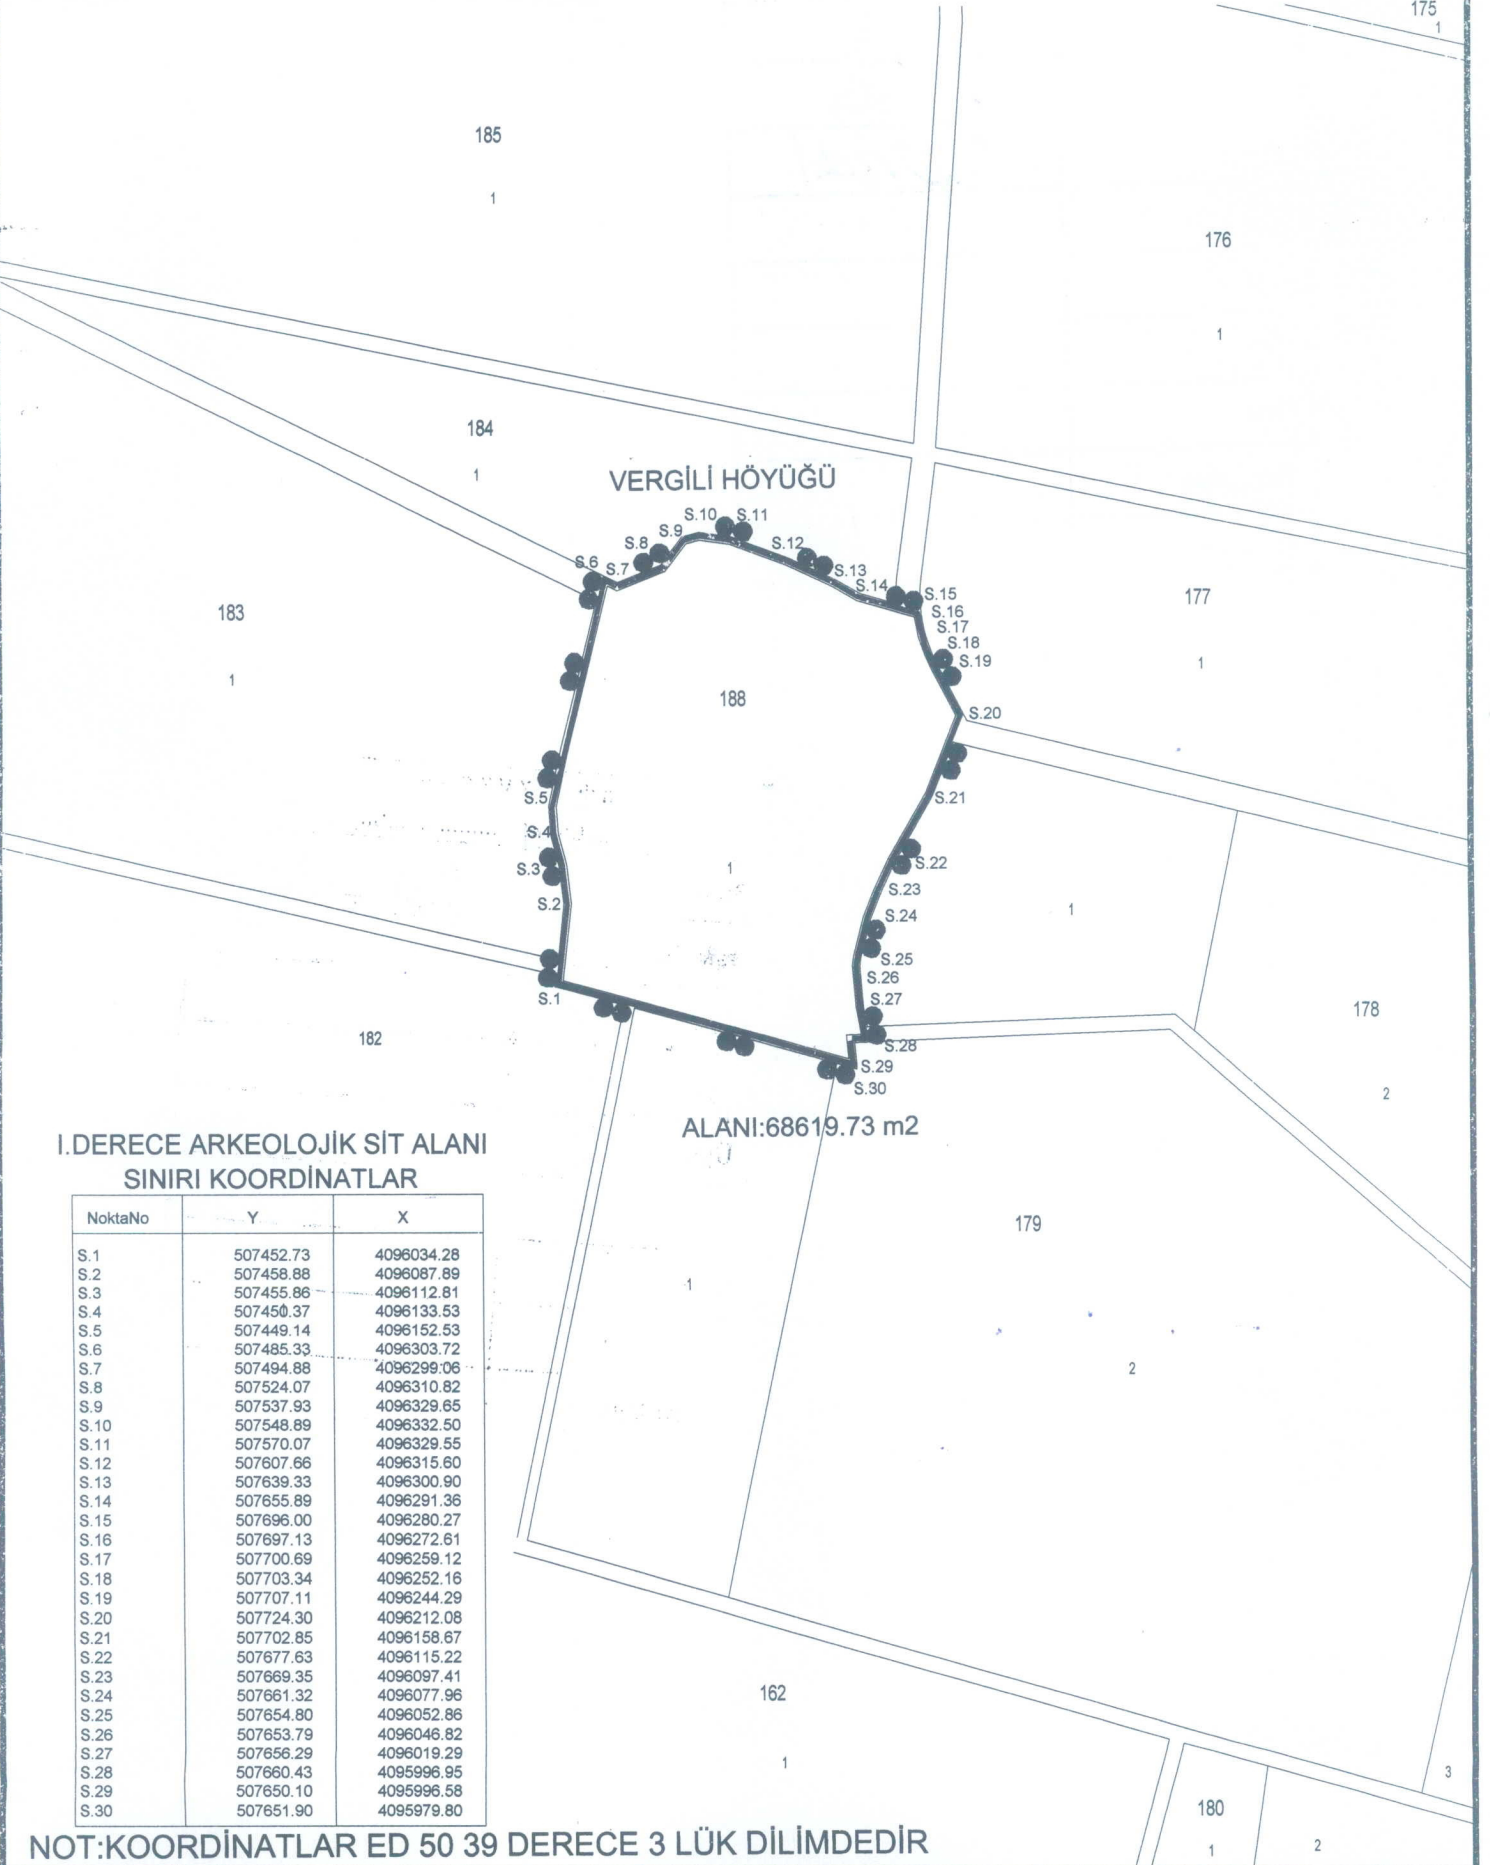 175
1
185
1
176
1
184
1
VERGİLİ HÖYÜĞÜ
S.10
S.11
S.9
S.8
S.12
S.13
S.6
S.7
S.14
S.15
S.16
S.17
S.18
S.19
183
1
177
1
188
1
S.20
S.5
S.21
S.4
S.3
S.22
S.23
S.2
S.24
1
S.25
S.26
S.1
S.27
178
2
182
S.28
S.29
S.30
ALANI:68619.73 m2
I.DERECE ARKEOLOJİK SİT ALANI
SINIRI KOORDİNATLAR
NoktaNo Y X
S.1 507452.73 4096034.28
S.2 507458.88 4096087.89
S.3 507455.86 4096112.81
S.4 507450.37 4096133.53
S.5 507449.14 4096152.53
S.6 507485.33 4096303.72
S.7 507494.88 4096299.06
S.8 507524.07 4096310.82
S.9 507537.93 4096329.65
S.10 507548.89 4096332.50
S.11 507570.07 4096329.55
S.12 507607.66 4096315.60
S.13 507639.33 4096300.90
S.14 507655.89 4096291.36
S.15 507696.00 4096280.27
S.16 507697.13 4096272.61
S.17 507700.69 4096259.12
S.18 507703.34 4096252.16
S.19 507707.11 4096244.29
S.20 507724.30 4096212.08
S.21 507702.85 4096158.67
S.22 507677.63 4096115.22
S.23 507669.35 4096097.41
S.24 507661.32 4096077.96
S.25 507654.80 4096052.86
S.26 507653.79 4096046.82
S.27 507656.29 4096019.29
S.28 507660.43 4095996.95
S.29 507650.10 4095996.58
S.30 507651.90 4095979.80
179
1
2
162
1
3
180
1
2
NOT:KOORDİNATLAR ED 50 39 DERECE 3 LÜK DİLİMDEDİR